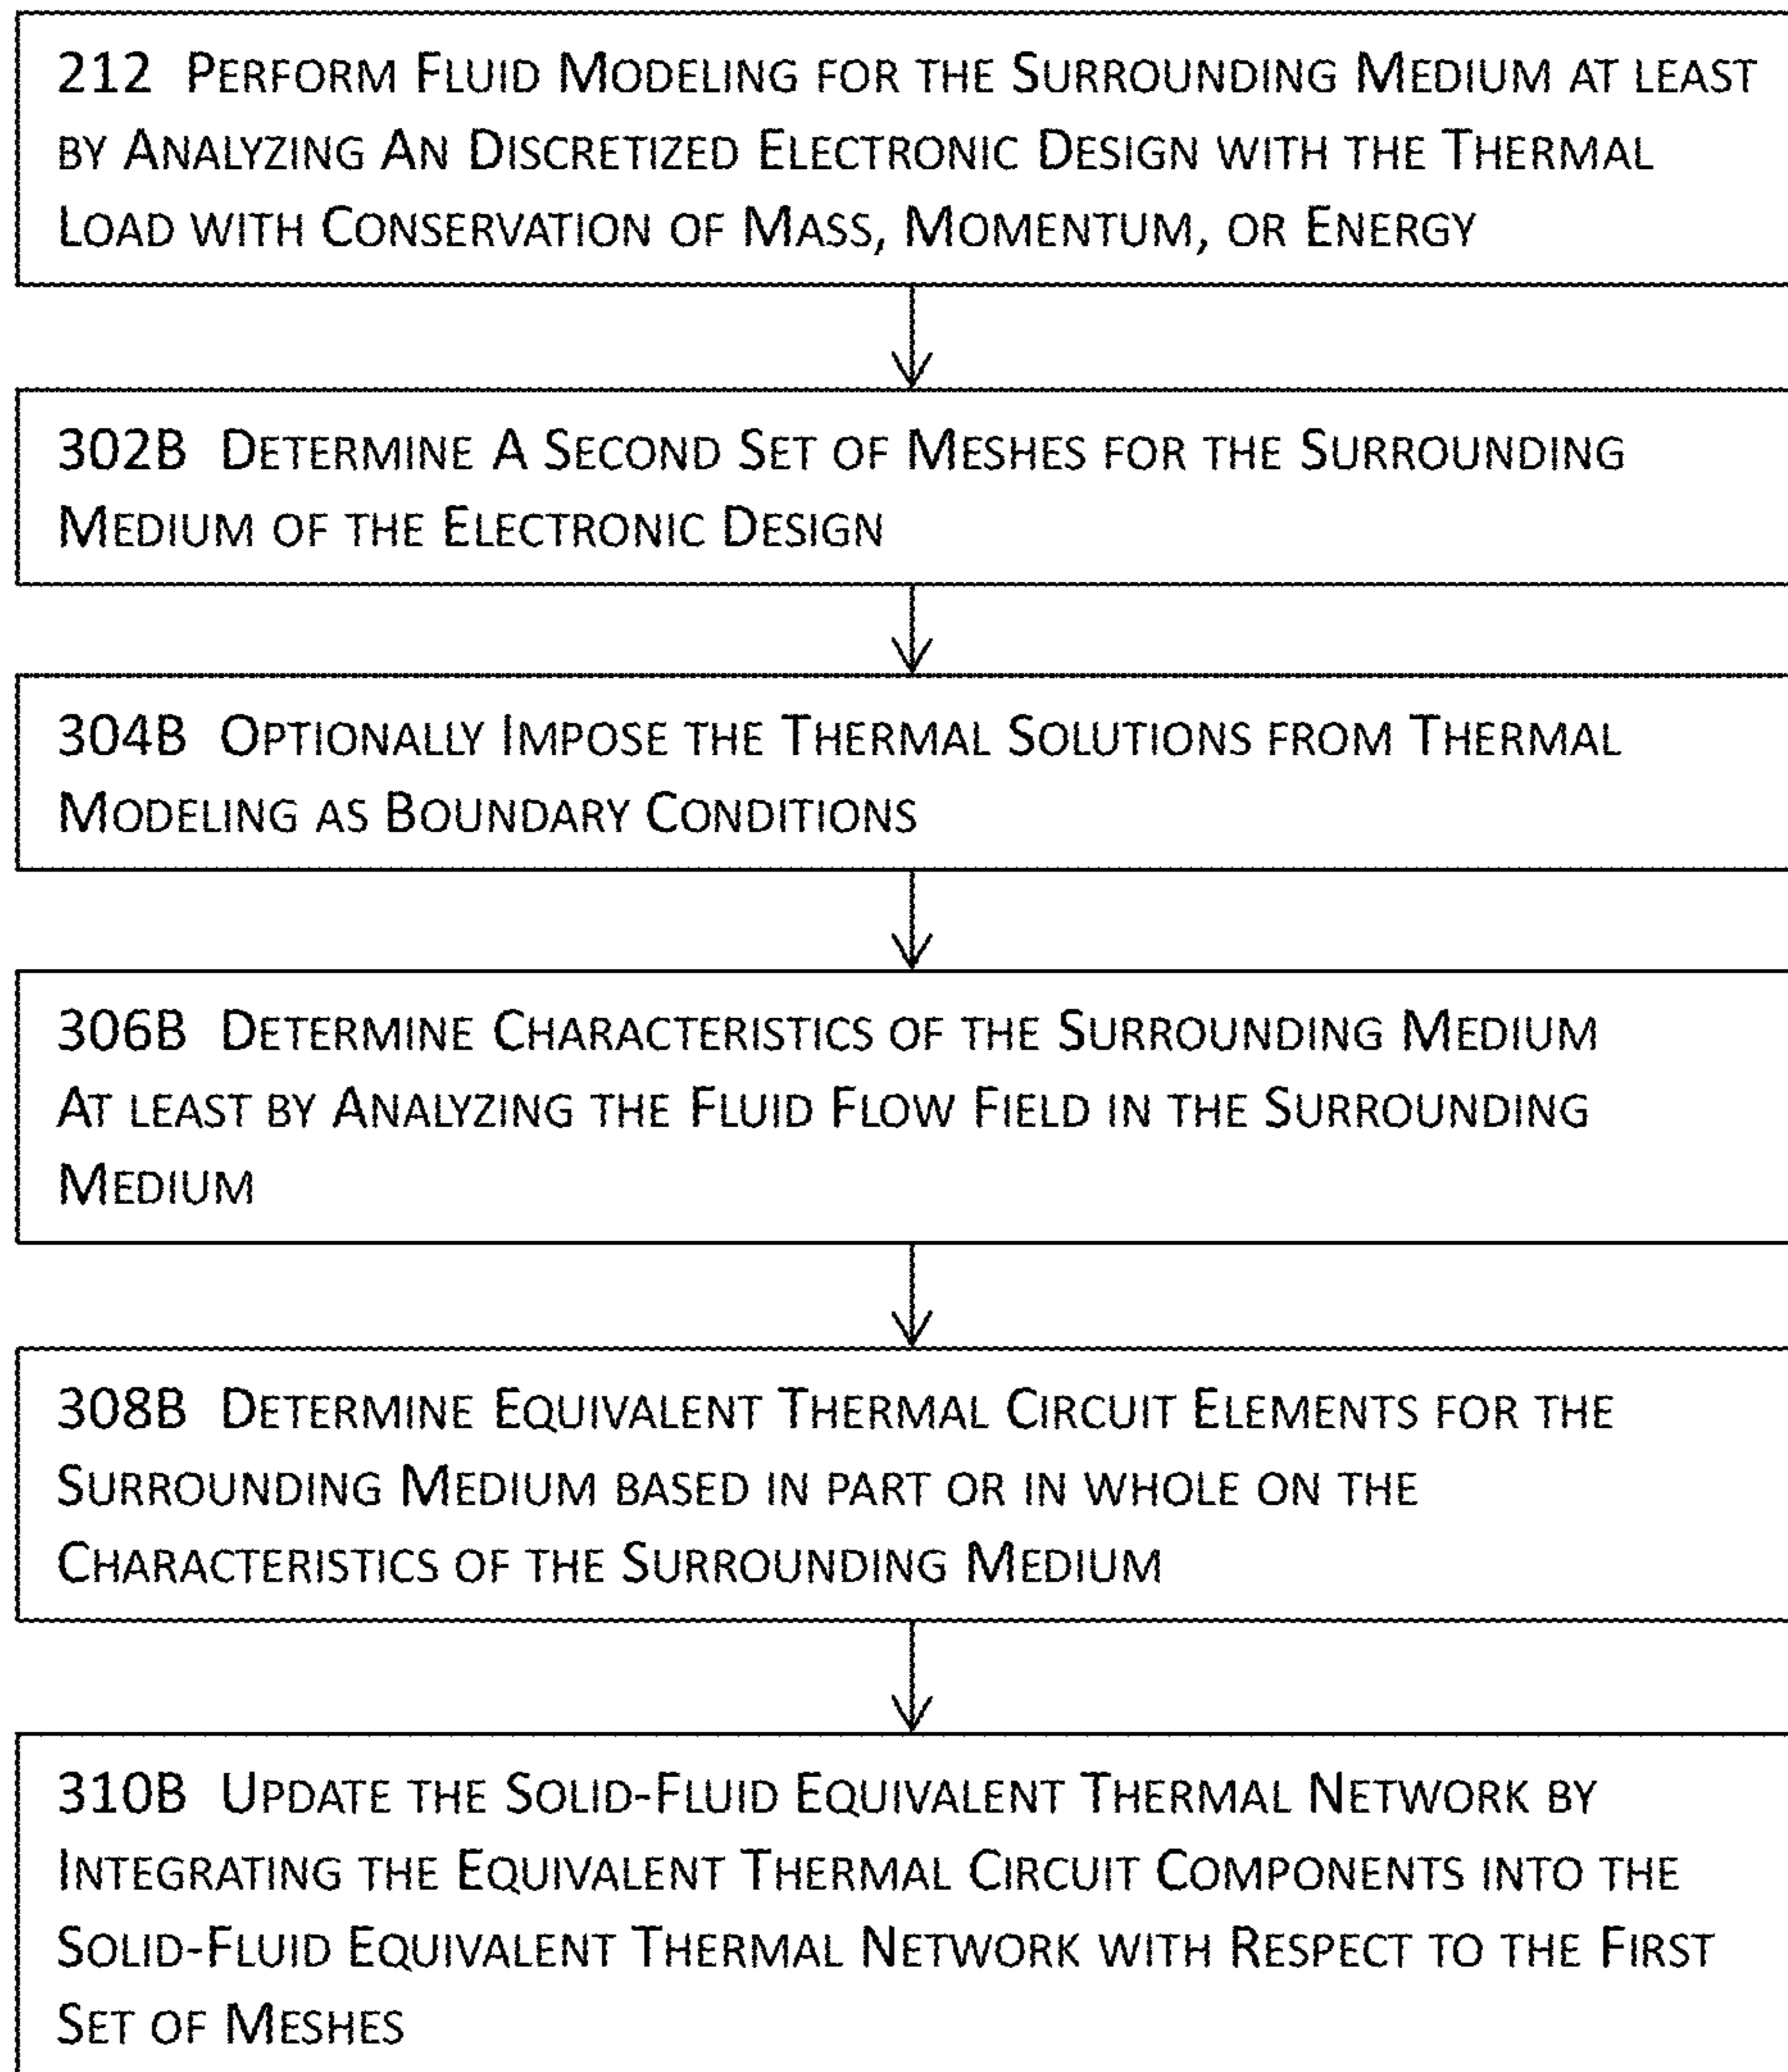 212 Perform Fluid Modeling for the Surrounding Medium at least
by Analyzing An Discretized Electronic Design with the Thermal
Load with Conservation of Mass, Momentum, or Energy
302B Determine A Second Set of Meshes for the Surrounding
Medium of the Electronic Design
304B Optionally Impose the Thermal Solutions from Thermal
Modeling as Boundary Conditions
306B Determine Characteristics of the Surrounding Medium
At least by Analyzing the Fluid Flow Field in the Surrounding
Medium
308B Determine Equivalent Thermal Circuit Elements for the
Surrounding Medium based in part or in whole on the
Characteristics of the Surrounding Medium
310B Update the Solid-Fluid Equivalent Thermal Network by
Integrating the Equivalent Thermal Circuit Components into the
Solid-Fluid Equivalent Thermal Network with Respect to the First
Set of Meshes